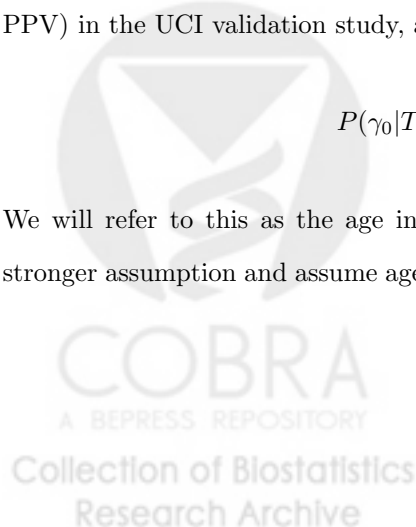 PPV) in the UCI validation study, a
P(γ₀|T
We will refer to this as the age in
stronger assumption and assume age
COBRA
A BEPRESS REPOSITORY
Collection of Biostatistics
Research Archive